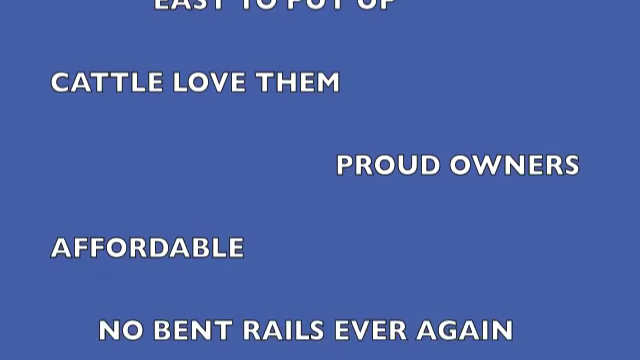 EASY TO PUT UP
CATTLE LOVE THEM
PROUD OWNERS
AFFORDABLE
NO BENT RAILS EVER AGAIN